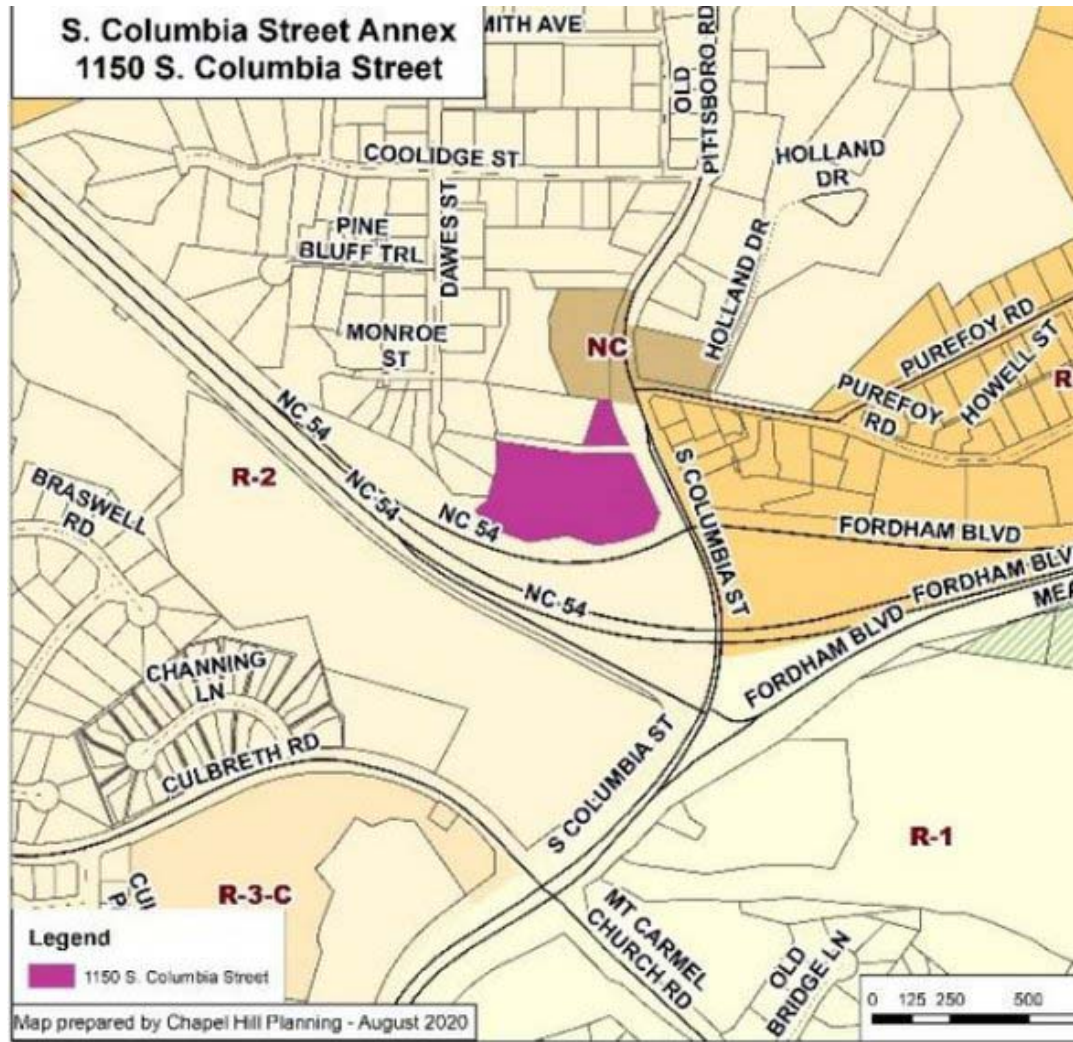 S. Columbia Street Annex
1150 S. Columbia Street
MITH AVE
OLD
PITTSBORO RD
COOLIDGE ST
HOLLAND
DR
PINE
BLUFF TRL
DAWES ST
HOLLAND DR
MONROE
ST
NC
PUREFOY RD
HOWELL ST
R
PUREFOY
RD
NC 54
R-2
NC 54
NC 54
S COLUMBIA ST
BRASWELL
RD
FORDHAM BLVD
NC 54
FORDHAM BLV
MEA
FORDHAM BLVD
CHANNING
LN
CULBRETH RD
S COLUMBIA ST
R-1
R-3-C
CUL
P
MT CARMEL
CHURCH RD
OLD
BRIDGE LN
Legend
1150 S. Columbia Street
0 125 250 500
Map prepared by Chapel Hill Planning - August 2020